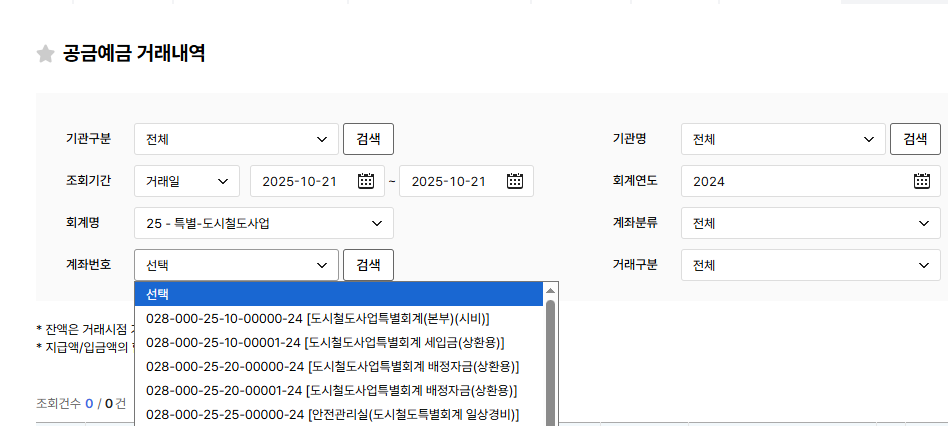 공금예금 거래내역
기관구분 전체 검색 기관명 전체 검색
조회기간 거래일 2025-10-21 ~ 2025-10-21 회계연도 2024
회계명 25 - 특별-도시철도사업 계좌분류 전체
계좌번호 선택 검색 거래구분 전체
선택
028-000-25-10-00000-24 [도시철도사업특별회계(본부)(시비)]
* 잔액은 거래시점
028-000-25-10-00001-24 [도시철도사업특별회계 세입금(상환용)]
* 지급액/입금액의
028-000-25-20-00000-24 [도시철도사업특별회계 배정자금(상환용)]
028-000-25-20-00001-24 [도시철도사업특별회계 배정자금(상환용)]
조회건수 0 / 0 건
028-000-25-25-00000-24 [안전관리실(도시철도특별회계 일상경비)]